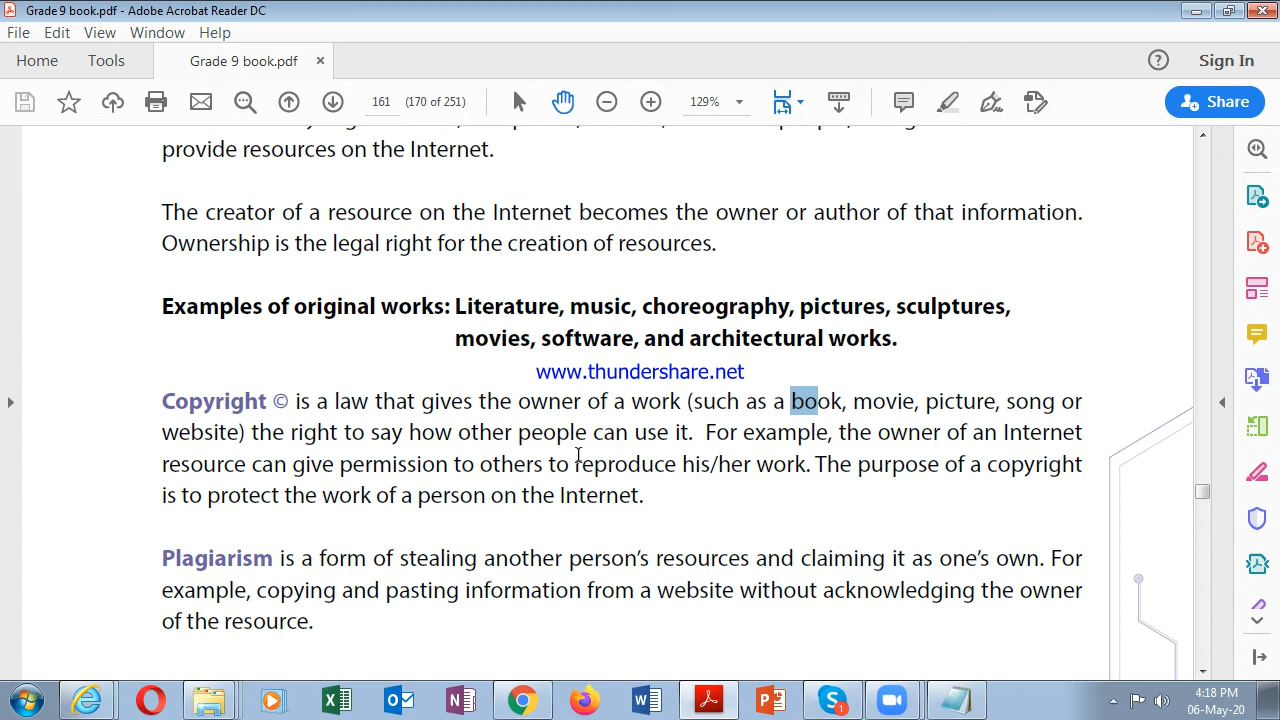 Grade 9 book.pdf - Adobe Acrobat Reader DC
File Edit View Window Help
Home Tools Grade 9 book.pdf × Sign In
161 (170 of 251) 129% Share
provide resources on the Internet.
The creator of a resource on the Internet becomes the owner or author of that information.
Ownership is the legal right for the creation of resources.
Examples of original works: Literature, music, choreography, pictures, sculptures,
movies, software, and architectural works.
www.thundershare.net
Copyright © is a law that gives the owner of a work (such as a book, movie, picture, song or
website) the right to say how other people can use it. For example, the owner of an Internet
resource can give permission to others to reproduce his/her work. The purpose of a copyright
is to protect the work of a person on the Internet.
Plagiarism is a form of stealing another person's resources and claiming it as one's own. For
example, copying and pasting information from a website without acknowledging the owner
of the resource.
4:18 PM
06-May-20